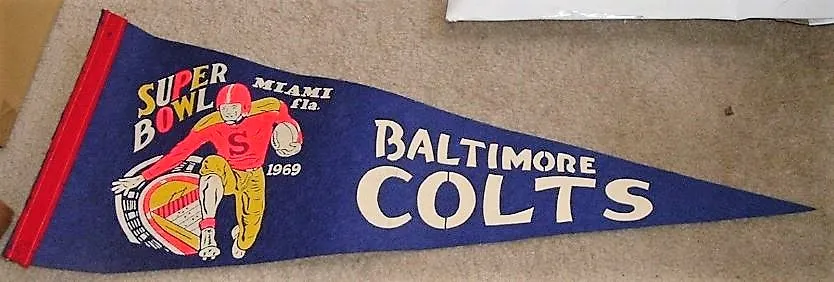 SUPER
BOWL
MIAMI
fla.
S
1969
BALTIMORE
COLTS